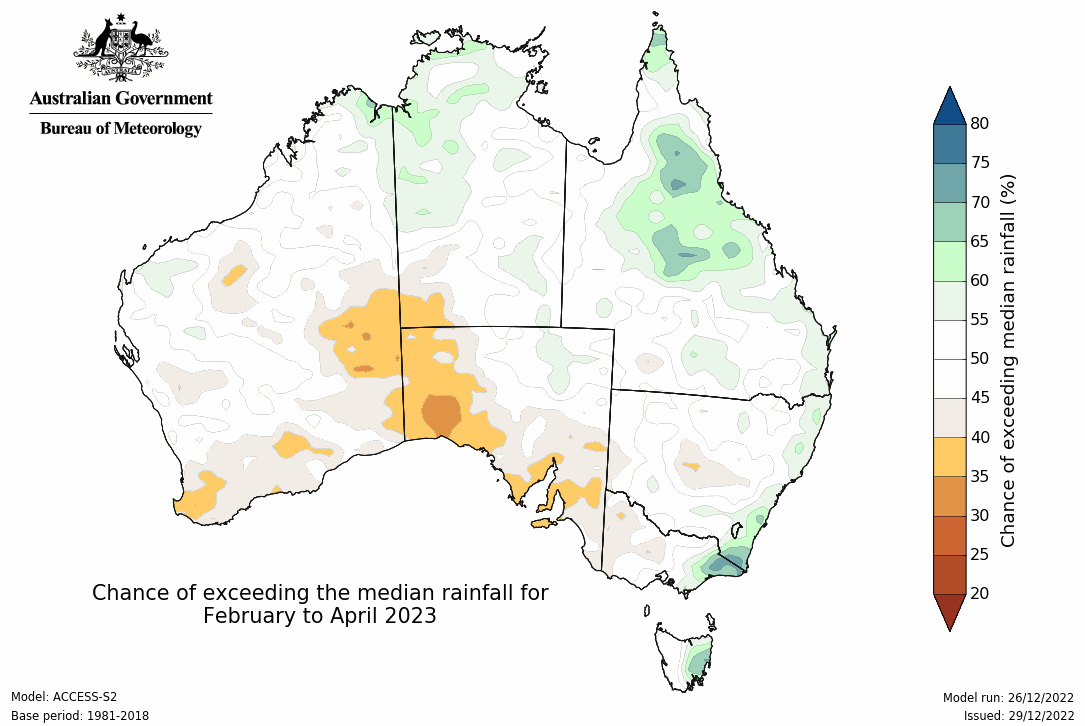 AUSTRALIA
Australian Government
Bureau of Meteorology
80
75
70
65
60
55
50
45
40
35
30
25
20
Chance of exceeding median rainfall (%)
Chance of exceeding the median rainfall for
February to April 2023
Model: ACCESS-S2
Base period: 1981-2018
Model run: 26/12/2022
Issued: 29/12/2022